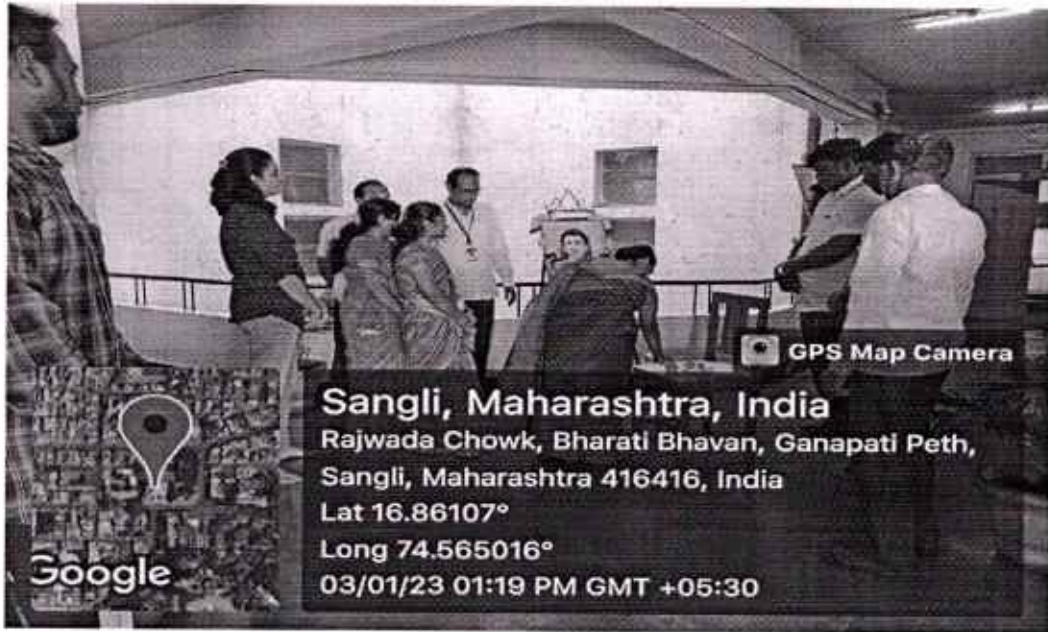 GPS Map Camera
Sangli, Maharashtra, India
Rajwada Chowk, Bharati Bhavan, Ganapati Peth,
Sangli, Maharashtra 416416, India
Lat 16.86107°
Long 74.565016°
03/01/23 01:19 PM GMT +05:30
Google